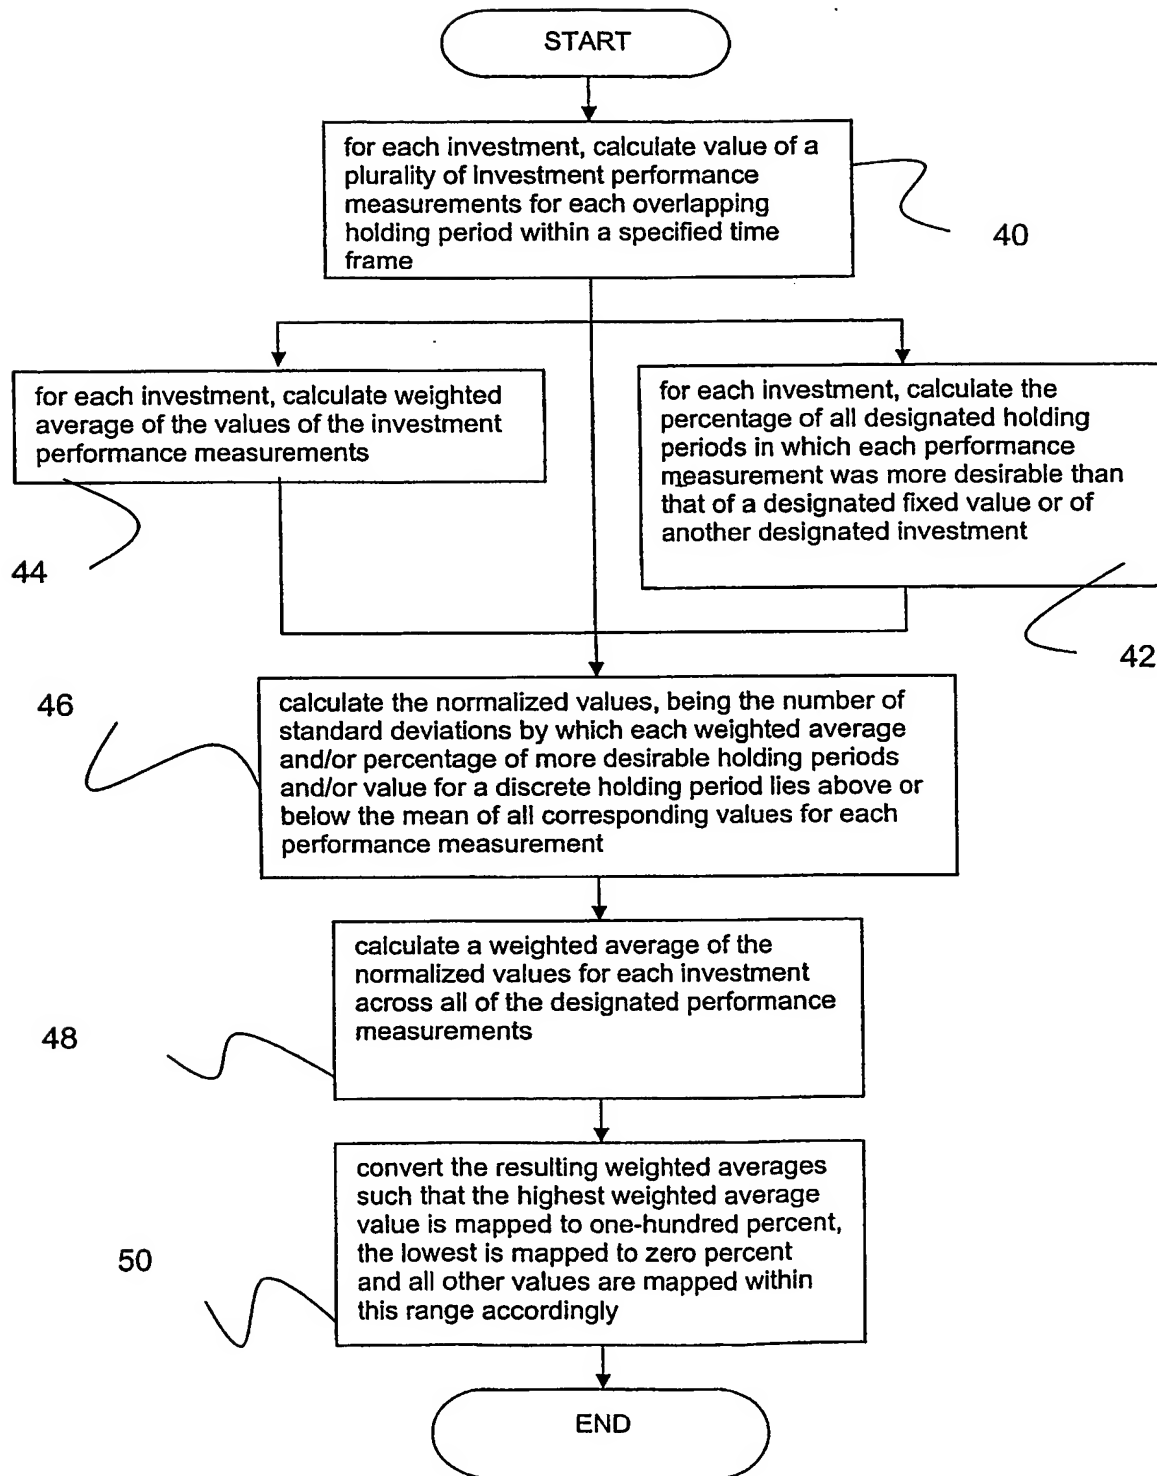 START
for each investment, calculate value of a
plurality of investment performance
measurements for each overlapping
holding period within a specified time
frame
40
for each investment, calculate weighted
average of the values of the investment
performance measurements
44
for each investment, calculate the
percentage of all designated holding
periods in which each performance
measurement was more desirable than
that of a designated fixed value or of
another designated investment
42
46
calculate the normalized values, being the number of
standard deviations by which each weighted average
and/or percentage of more desirable holding periods
and/or value for a discrete holding period lies above or
below the mean of all corresponding values for each
performance measurement
calculate a weighted average of the
normalized values for each investment
across all of the designated performance
measurements
48
convert the resulting weighted averages
such that the highest weighted average
value is mapped to one-hundred percent,
the lowest is mapped to zero percent
and all other values are mapped within
this range accordingly
50
END